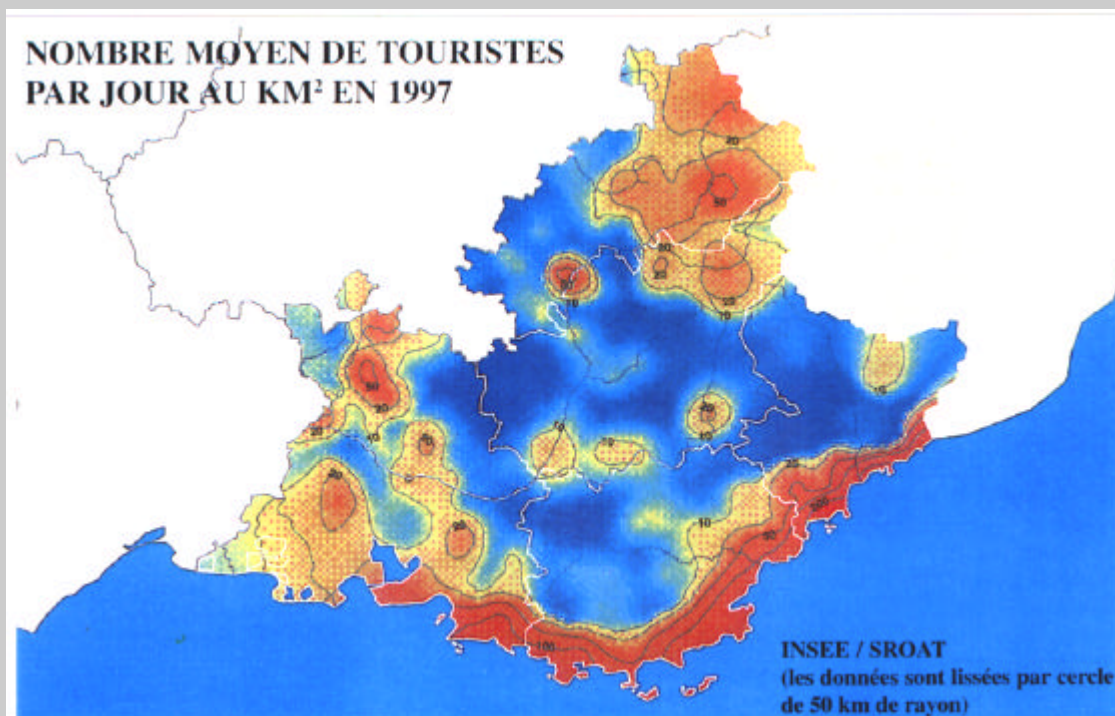 NOMBRE MOYEN DE TOURISTES
PAR JOUR AU KM² EN 1997
INSEE / SROAT
(les données sont lissées par cercle
de 50 km de rayon)